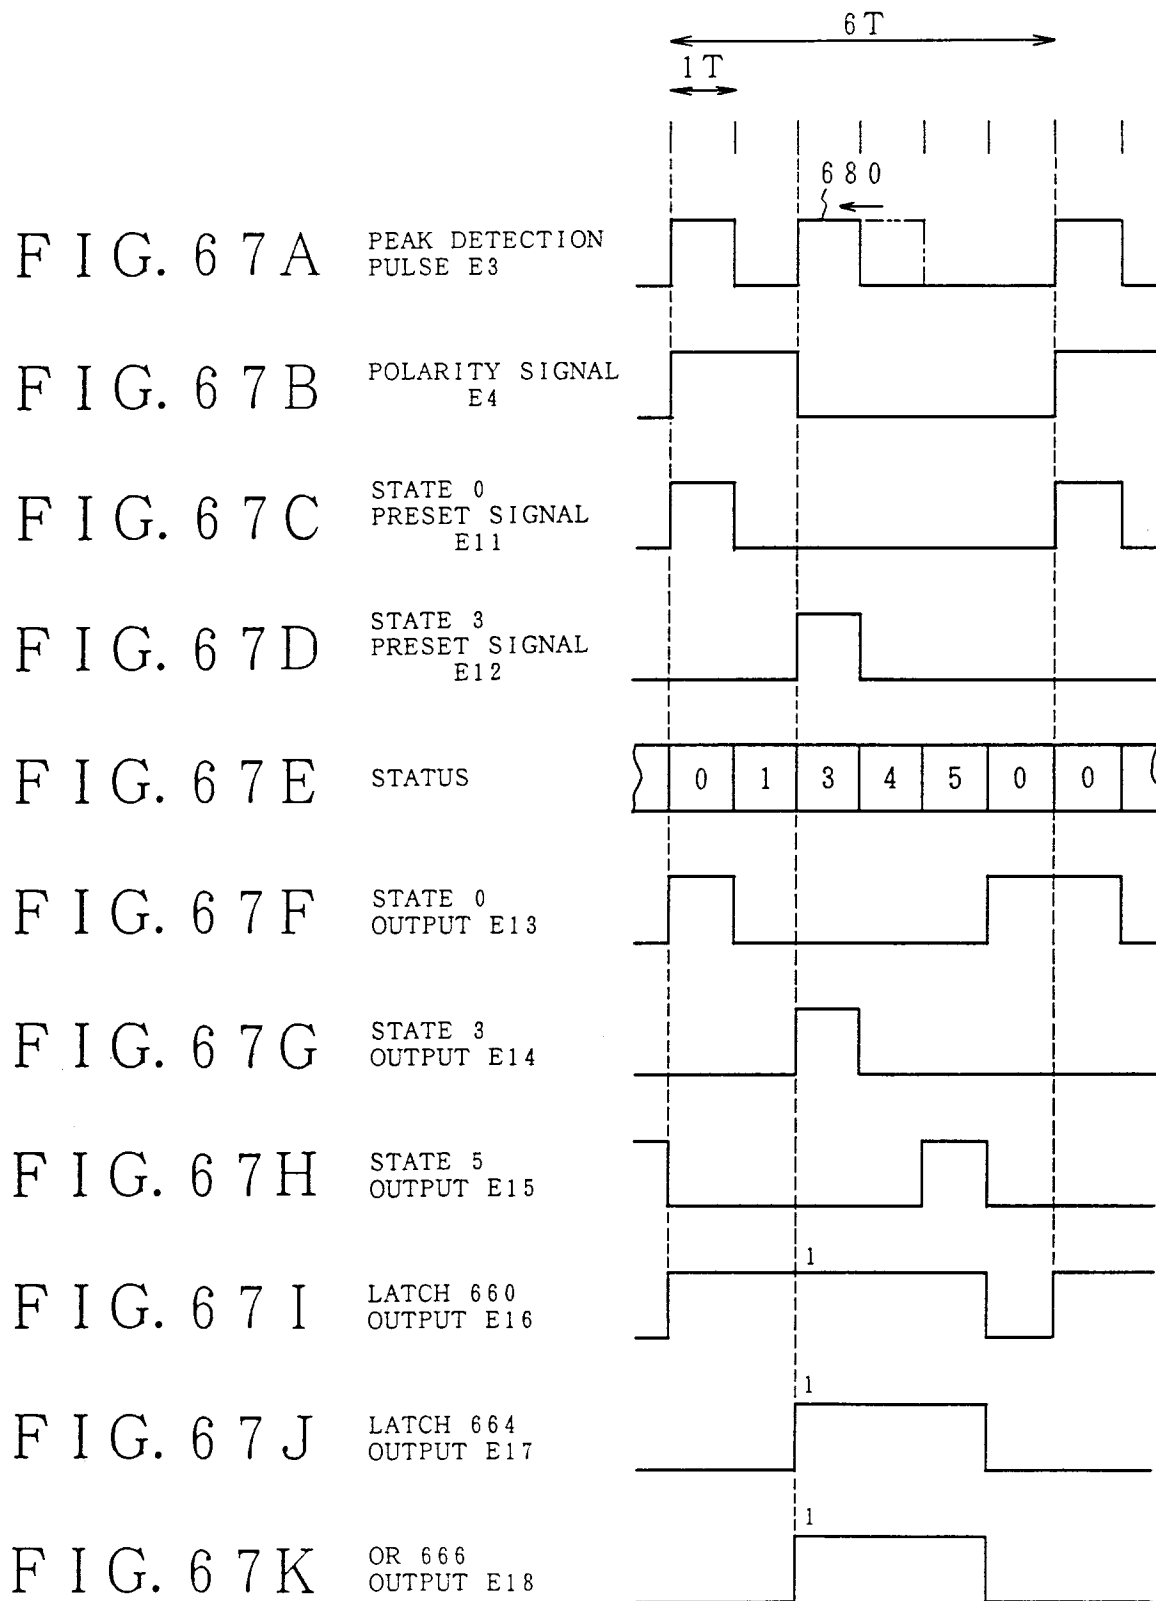 6T
1T
680
FIG. 67A PEAK DETECTION
PULSE E3
FIG. 67B POLARITY SIGNAL
E4
FIG. 67C STATE 0
PRESET SIGNAL
E11
FIG. 67D STATE 3
PRESET SIGNAL
E12
FIG. 67E STATUS 0 1 3 4 5 0 0
FIG. 67F STATE 0
OUTPUT E13
FIG. 67G STATE 3
OUTPUT E14
FIG. 67H STATE 5
OUTPUT E15
1
FIG. 67I LATCH 660
OUTPUT E16
1
FIG. 67J LATCH 664
OUTPUT E17
1
FIG. 67K OR 666
OUTPUT E18